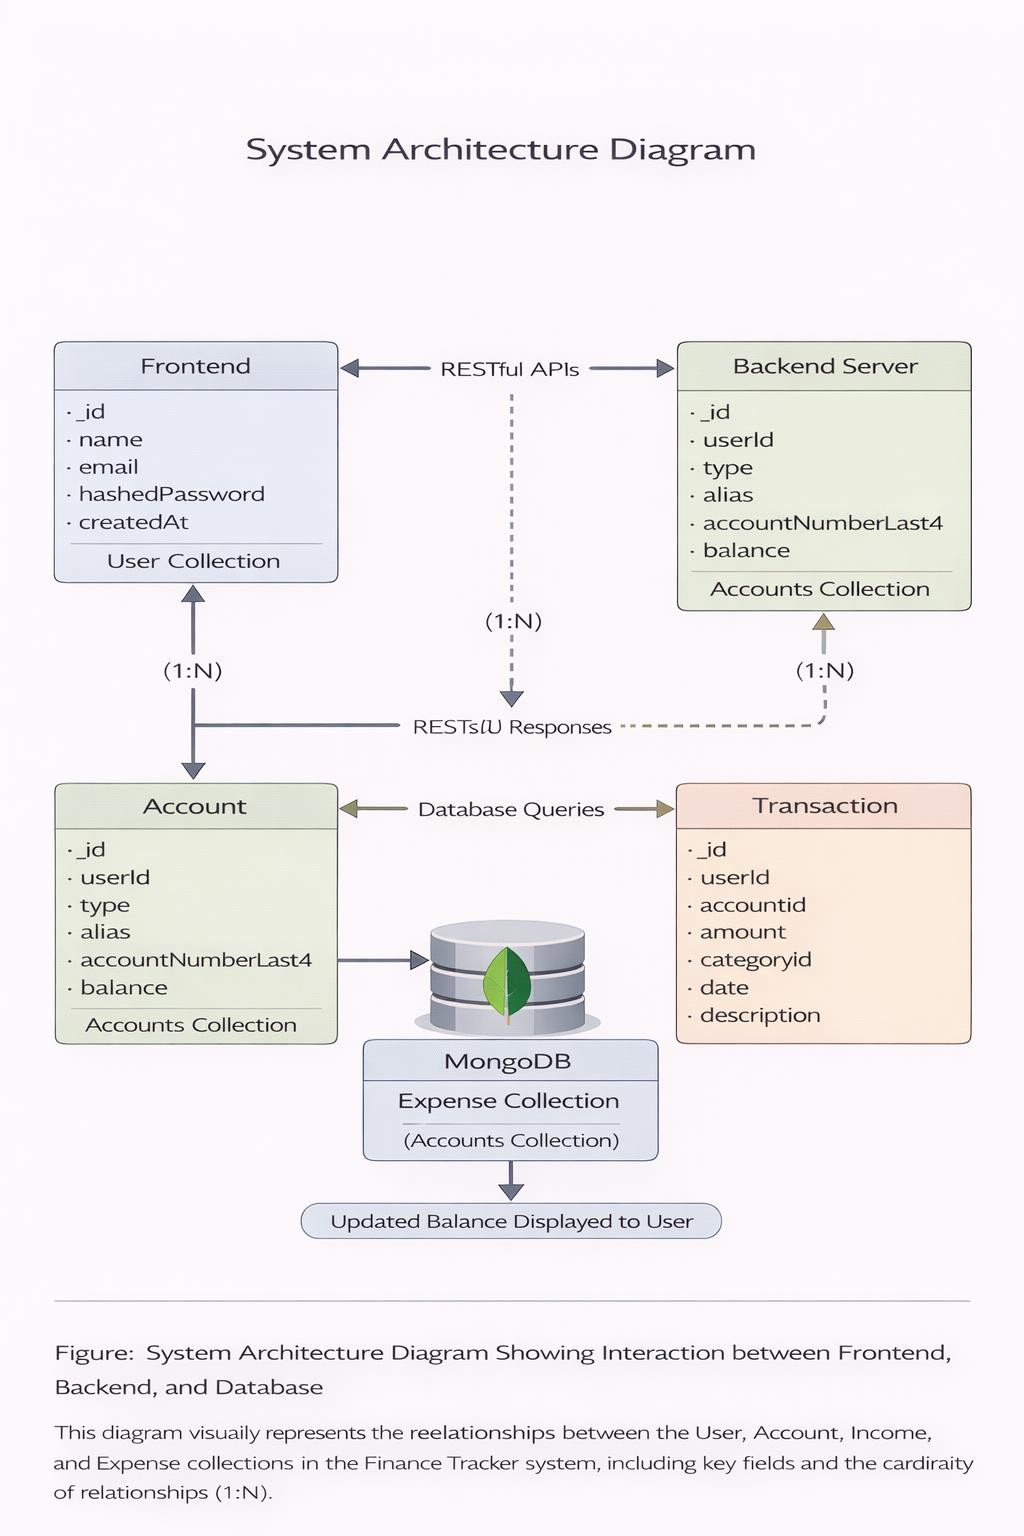 System Architecture Diagram
Frontend
· _id
· name
· email
· hashedPassword
· createdAt
User Collection
RESTful APIs
Backend Server
· _id
· userId
· type
· alias
· accountNumberLast4
· balance
Accounts Collection
(1:N)
(1:N)
(1:N)
RESTslU Responses
Account
· _id
· userId
· type
· alias
· accountNumberLast4
· balance
Accounts Collection
Database Queries
Transaction
· _id
· userId
· accountid
· amount
· categoryid
· date
· description
MongoDB
Expense Collection
(Accounts Collection)
Updated Balance Displayed to User
Figure: System Architecture Diagram Showing Interaction between Frontend,
Backend, and Database
This diagram visuaily represents the reelationships between the User, Account, Income,
and Expense collections in the Finance Tracker system, including key fields and the cardiraity
of relationships (1:N).